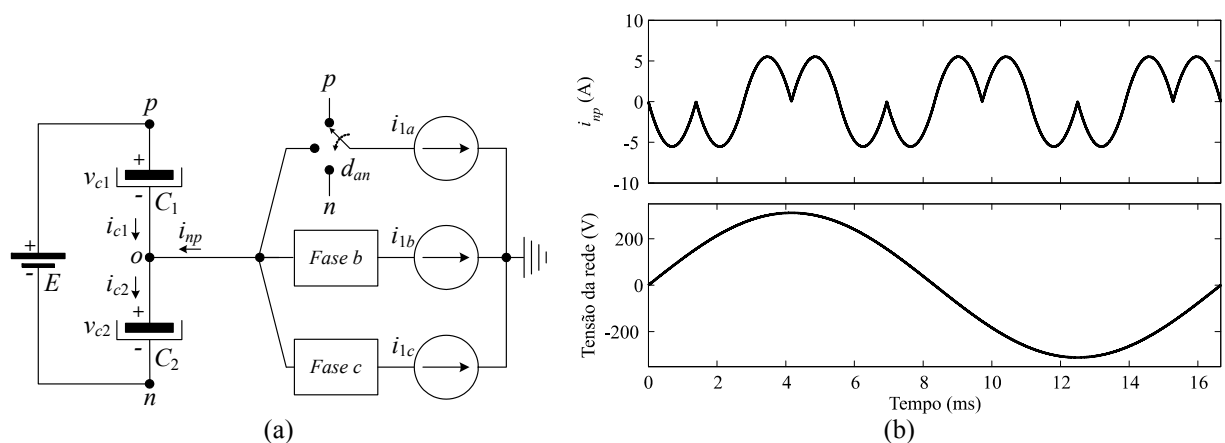 p
+
v_c1
-
C_1
i_c1
i_np
o
i_c2
+
-
E
+
v_c2
-
C_2
n
p
i_1a
d_an
n
i_1b
Fase b
i_1c
Fase c
(a)
10
5
0
-5
-10
i_np (A)
200
0
-200
Tensão da rede (V)
0 2 4 6 8 10 12 14 16
Tempo (ms)
(b)